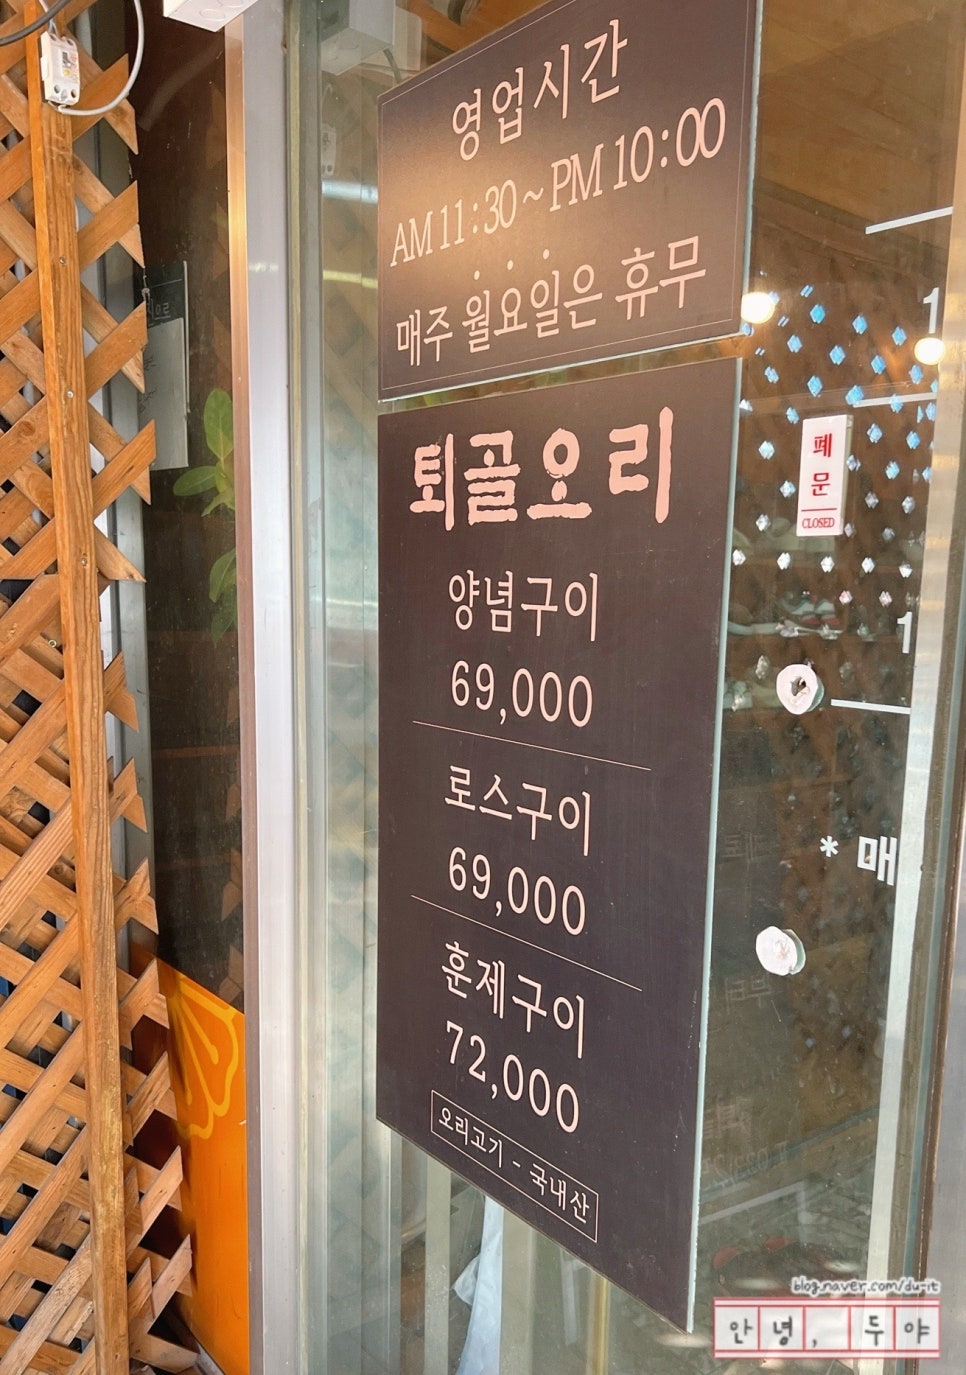 영업시간
AM 11:30 ~ PM 10:00
매주 월요일은 휴무
퇴골오리
양념구이
69,000
로스구이
69,000
훈제구이
72,000
오리고기 - 국내산
폐문
CLOSED
1
1
* 매
blog.naver.com/du-it
안녕, 두야